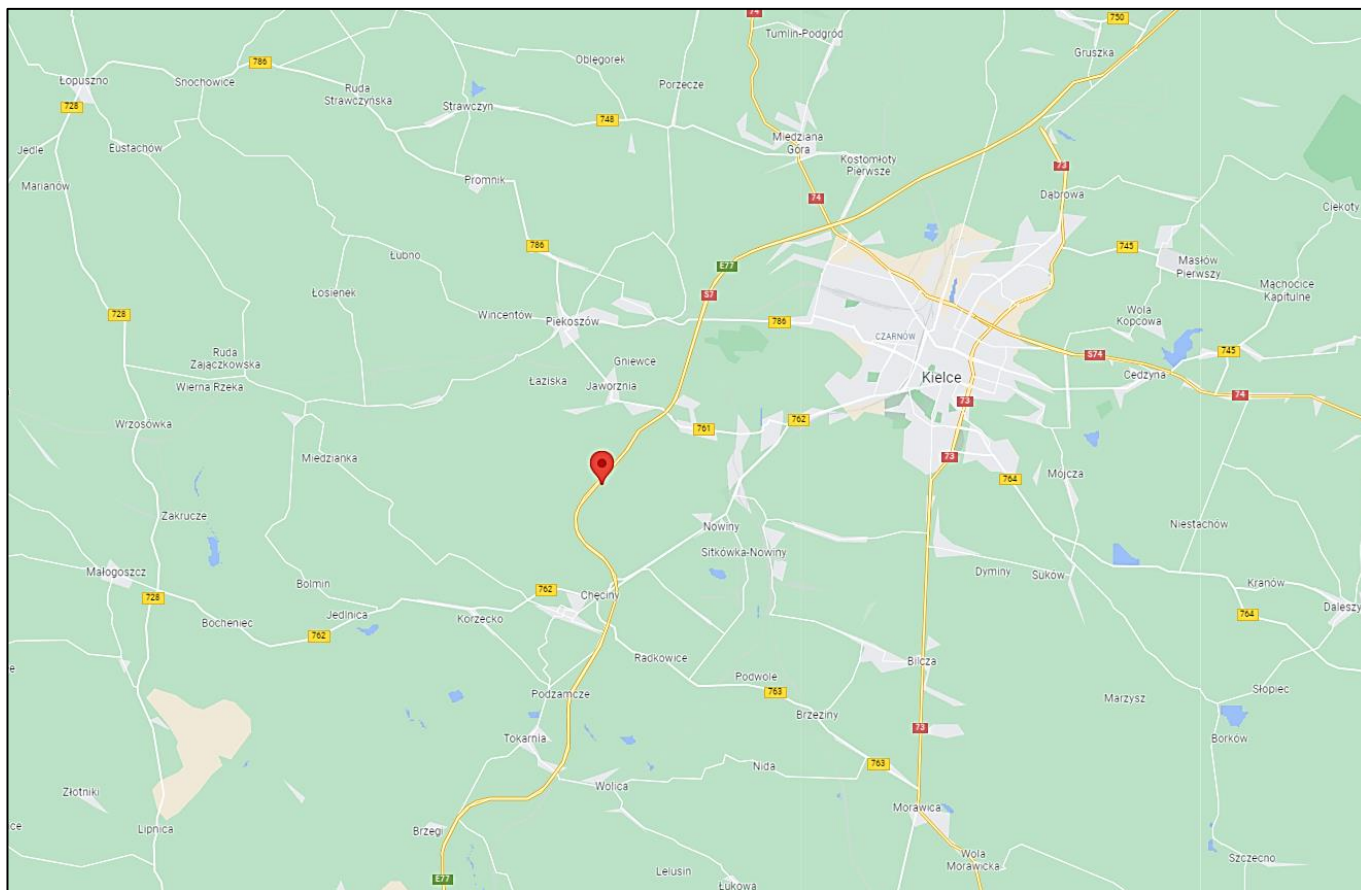 74
750
Tumlin-Podgród
Gruszka
Oblęgorek
786
Łopuszno
Snochowice
Porzecze
Ruda
Strawczyńska
728
Strawczyn
748
Miedziana
Góra
Jedle
Eustachów
Kostomłoty
Pierwsze
73
Promnik
Marianów
Dąbrowa
74
Ciekoty
786
745
Łubno
Masłów
Pierwszy
E77
Mąchocice
Kapitulne
Łosienek
S7
728
Wincentów
Piekoszów
786
Wola
Kopcowa
CZARNÓW
Ruda
Zajączkowska
745
S74
Gniewce
Wierna Rzeka
Łaziska
Jaworznia
Kielce
Cedzyna
74
73
Wrzosówka
762
761
Miedzianka
73
Mójcza
764
Zakrucze
Nowiny
Niestachów
Sitkówka-Nowiny
Małogoszcz
Dyminy
Suków
Bolmin
762
Kranów
728
Chęciny
Jedlnica
Korzecko
764
Daleszy
Bocheniec
762
e
Radkowice
Bilcza
Podwole
763
Słopiec
Podzamcze
Marzysz
Brzeziny
73
Tokarnia
Borków
Nida
763
Złotniki
Wolica
Morawica
ce
Lipnica
Brzegi
Wola
Morawicka
Szczecno
Lelusin
E77
Łukowa